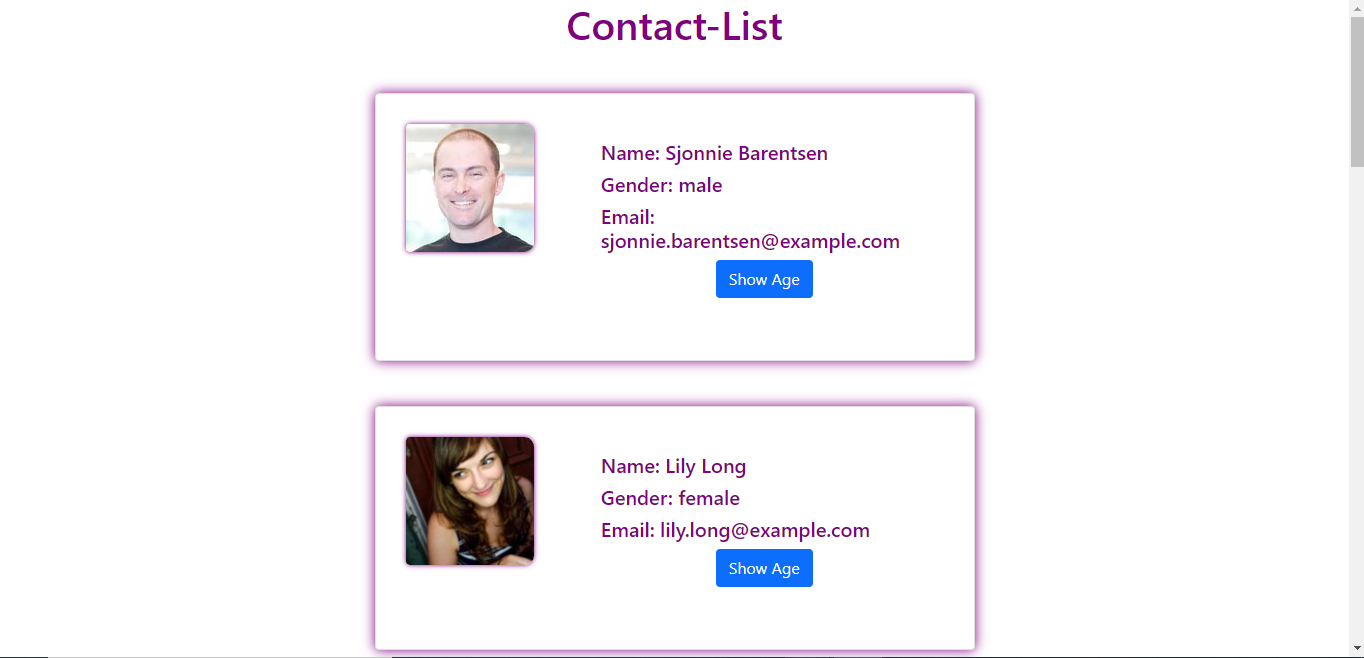 Contact-List
Name: Sjonnie Barentsen
Gender: male
Email:
sjonnie.barentsen@example.com
Show Age
Name: Lily Long
Gender: female
Email: lily.long@example.com
Show Age